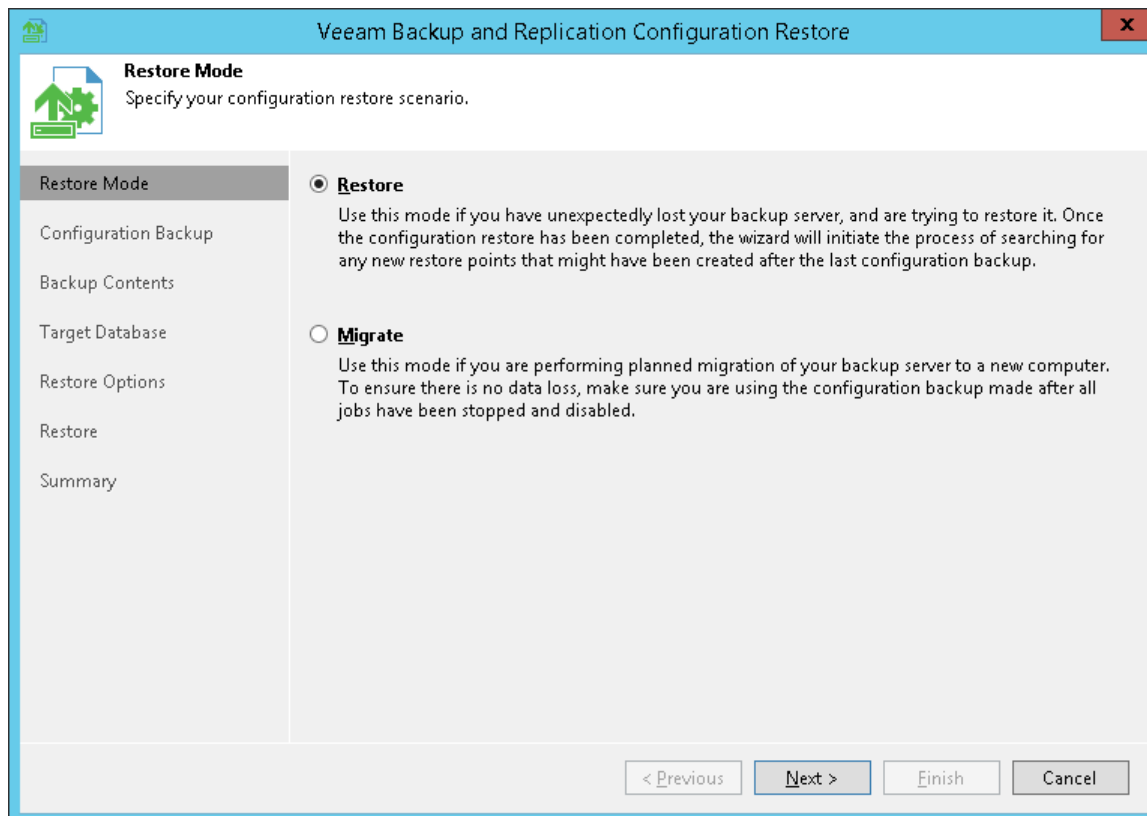 Veeam Backup and Replication Configuration Restore
x
Restore Mode
Specify your configuration restore scenario.
Restore Mode
Configuration Backup
Backup Contents
Target Database
Restore Options
Restore
Summary
Restore
Use this mode if you have unexpectedly lost your backup server, and are trying to restore it. Once
the configuration restore has been completed, the wizard will initiate the process of searching for
any new restore points that might have been created after the last configuration backup.
Migrate
Use this mode if you are performing planned migration of your backup server to a new computer.
To ensure there is no data loss, make sure you are using the configuration backup made after all
jobs have been stopped and disabled.
< Previous
Next >
Finish
Cancel